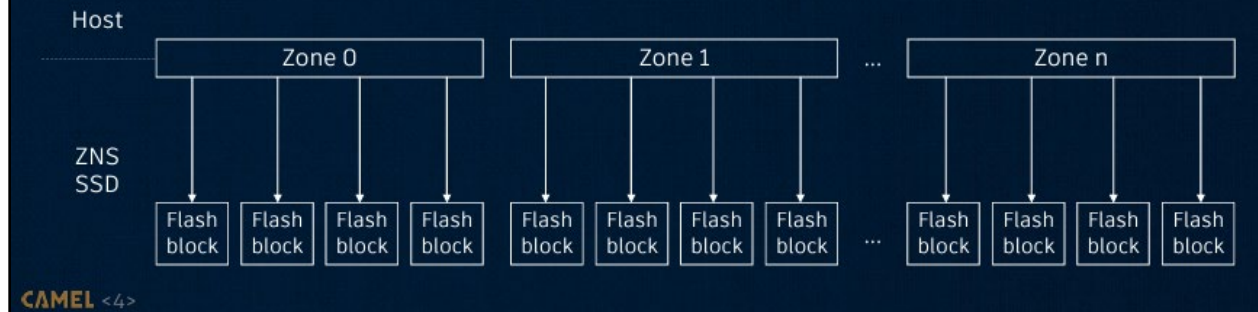 Host
Zone 0 Zone 1 ... Zone n
ZNS
SSD
Flash Flash Flash Flash Flash Flash Flash Flash Flash Flash Flash Flash
block block block block block block block block ... block block block block
CAMEL <4>